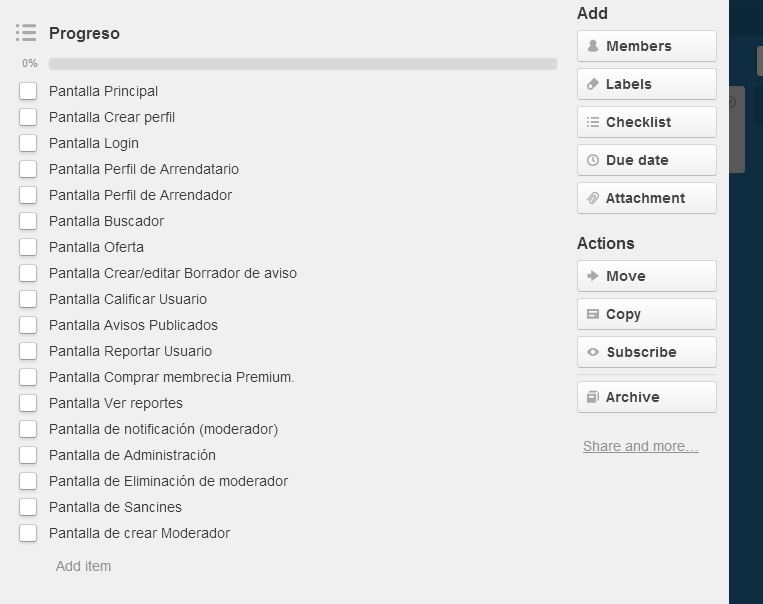 Progreso
0%
Pantalla Principal
Pantalla Crear perfil
Pantalla Login
Pantalla Perfil de Arrendatario
Pantalla Perfil de Arrendador
Pantalla Buscador
Pantalla Oferta
Pantalla Crear/editar Borrador de aviso
Pantalla Calificar Usuario
Pantalla Avisos Publicados
Pantalla Reportar Usuario
Pantalla Comprar membrecia Premium.
Pantalla Ver reportes
Pantalla de notificación (moderador)
Pantalla de Administración
Pantalla de Eliminación de moderador
Pantalla de Sancines
Pantalla de crear Moderador
Add item
Add
Members
Labels
Checklist
Due date
Attachment
Actions
Move
Copy
Subscribe
Archive
Share and more...